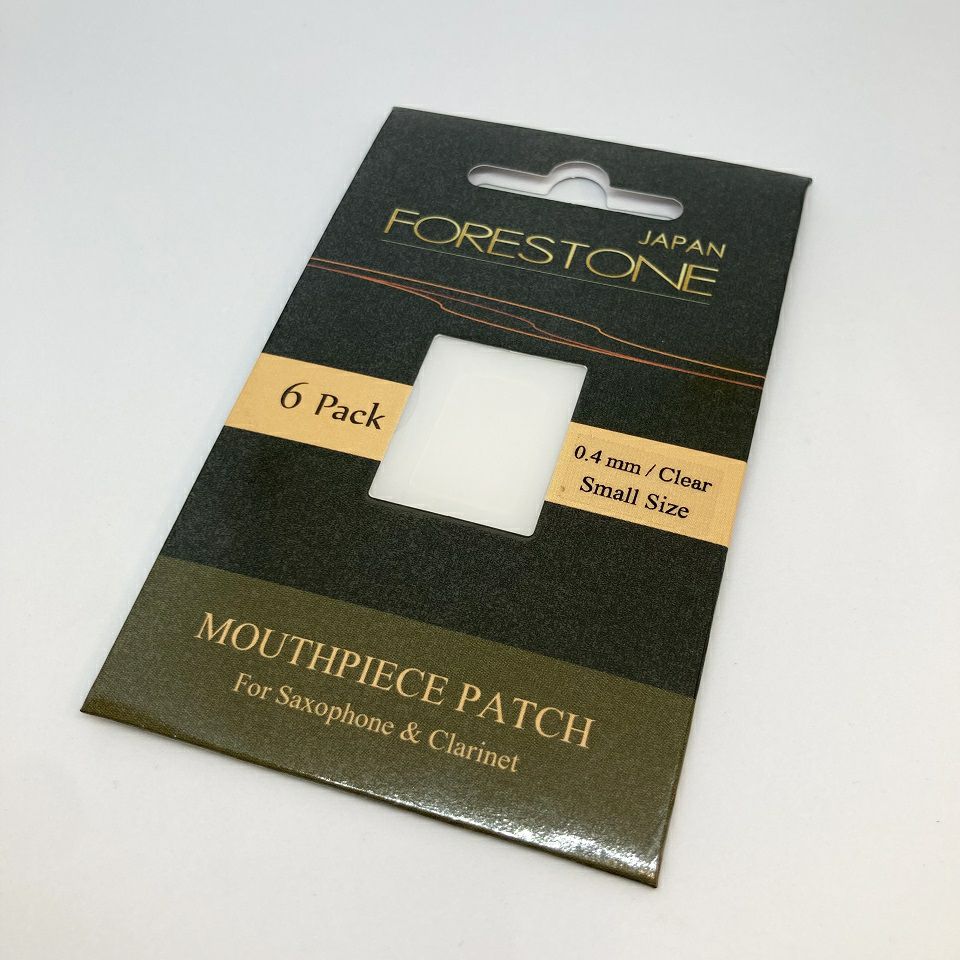 JAPAN
FORESTONE
6 Pack
0.4 mm / Clear
Small Size
MOUTHPIECE PATCH
For Saxophone & Clarinet